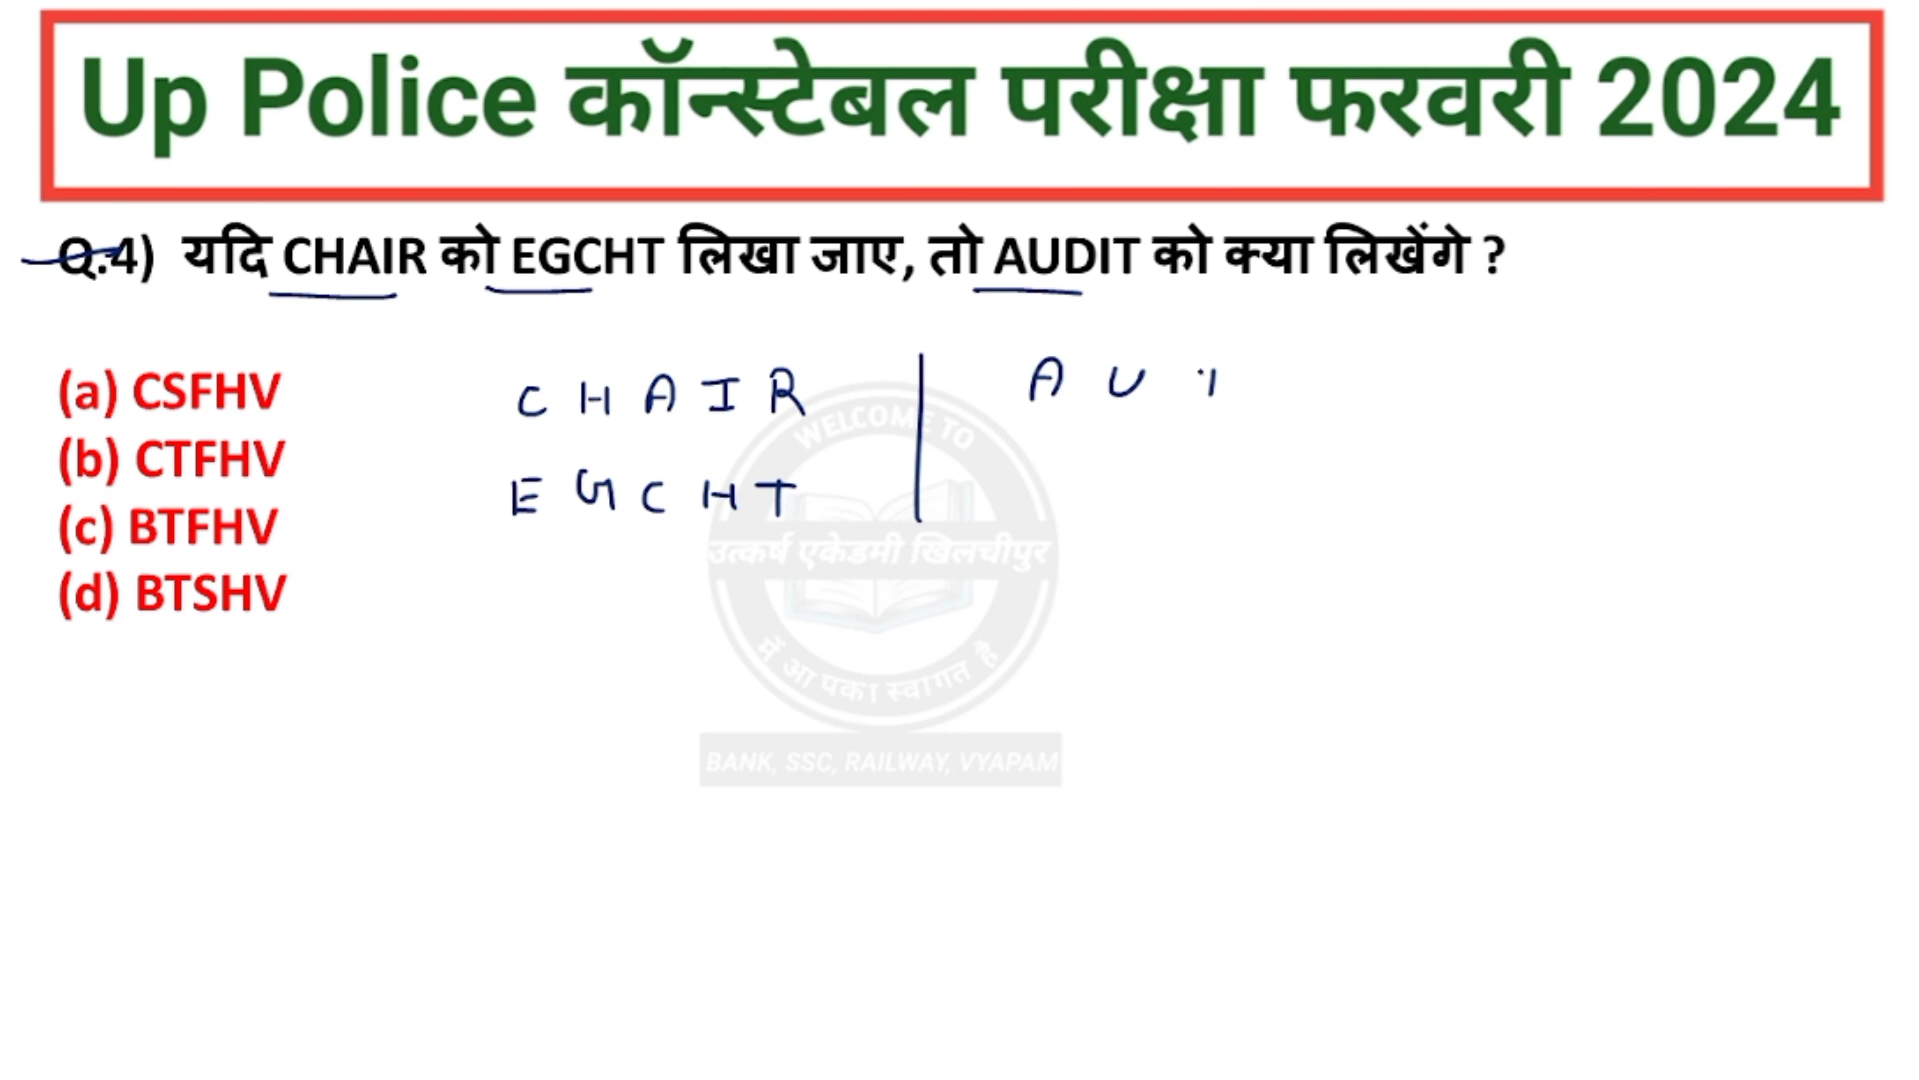 Up Police कॉन्स्टेबल परीक्षा फरवरी 2024
Q.4) यदि CHAIR को EGCHT लिखा जाए, तो AUDIT को क्या लिखेंगे ?
(a) CSFHV
(b) CTFHV
(c) BTFHV
(d) BTSHV
C H A I R
E G C H T
A U
WELCOME TO
उत्कर्ष एकेडमी खिलचीपुर
में आपका स्वागत है
BANK, SSC, RAILWAY, VYAPAM